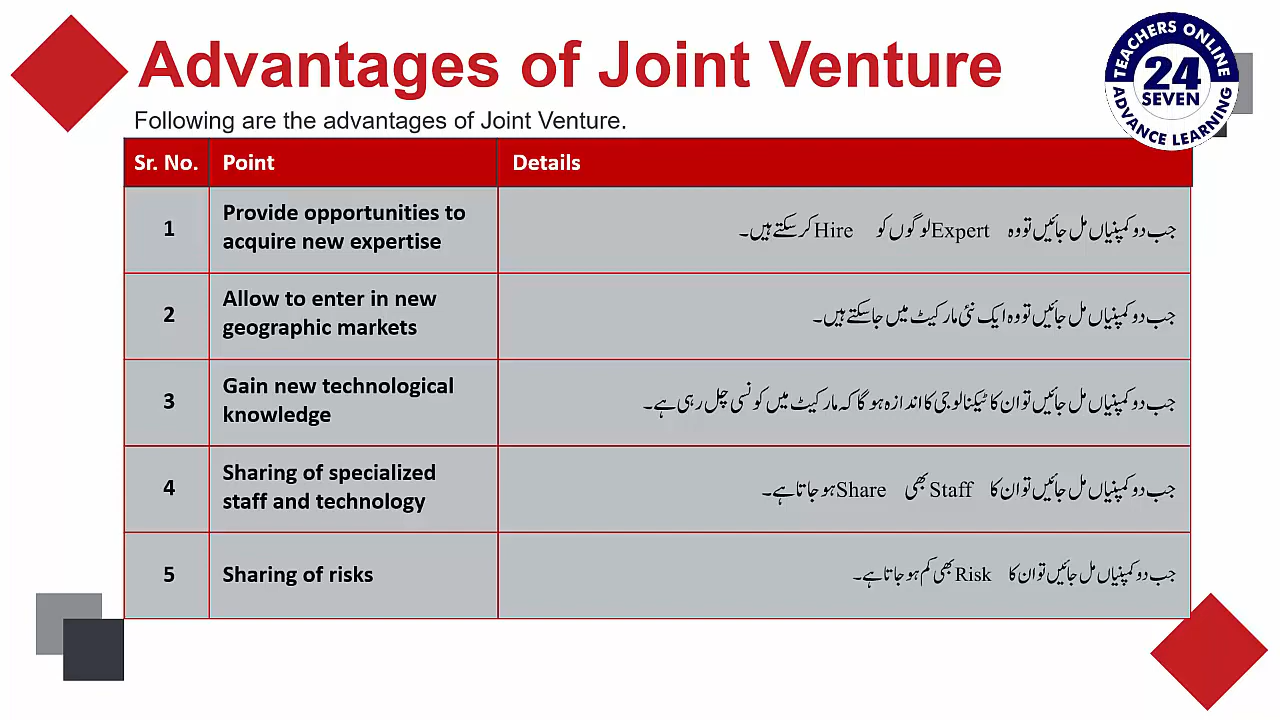 Advantages of Joint Venture
TEACHERS ONLINE
24
SEVEN
ADVANCE LEARNING
Following are the advantages of Joint Venture.
Sr. No. Point Details
1
Provide opportunities to
acquire new expertise
جب دو کمپنیاں مل جائیں تو وہ Expert لوگوں کو Hire کر سکتے ہیں۔
2
Allow to enter in new
geographic markets
جب دو کمپنیاں مل جائیں تو وہ ایک نئی مارکیٹ میں جا سکتے ہیں۔
3
Gain new technological
knowledge
جب دو کمپنیاں مل جائیں تو ان کا ٹیکنالوجی کا اندازہ ہو گا کہ مارکیٹ میں کونسی چل رہی ہے۔
4
Sharing of specialized
staff and technology
جب دو کمپنیاں مل جائیں تو ان کا Staff بھی Share ہو جاتا ہے۔
5
Sharing of risks
جب دو کمپنیاں مل جائیں تو ان کا Risk بھی کم ہو جاتا ہے۔